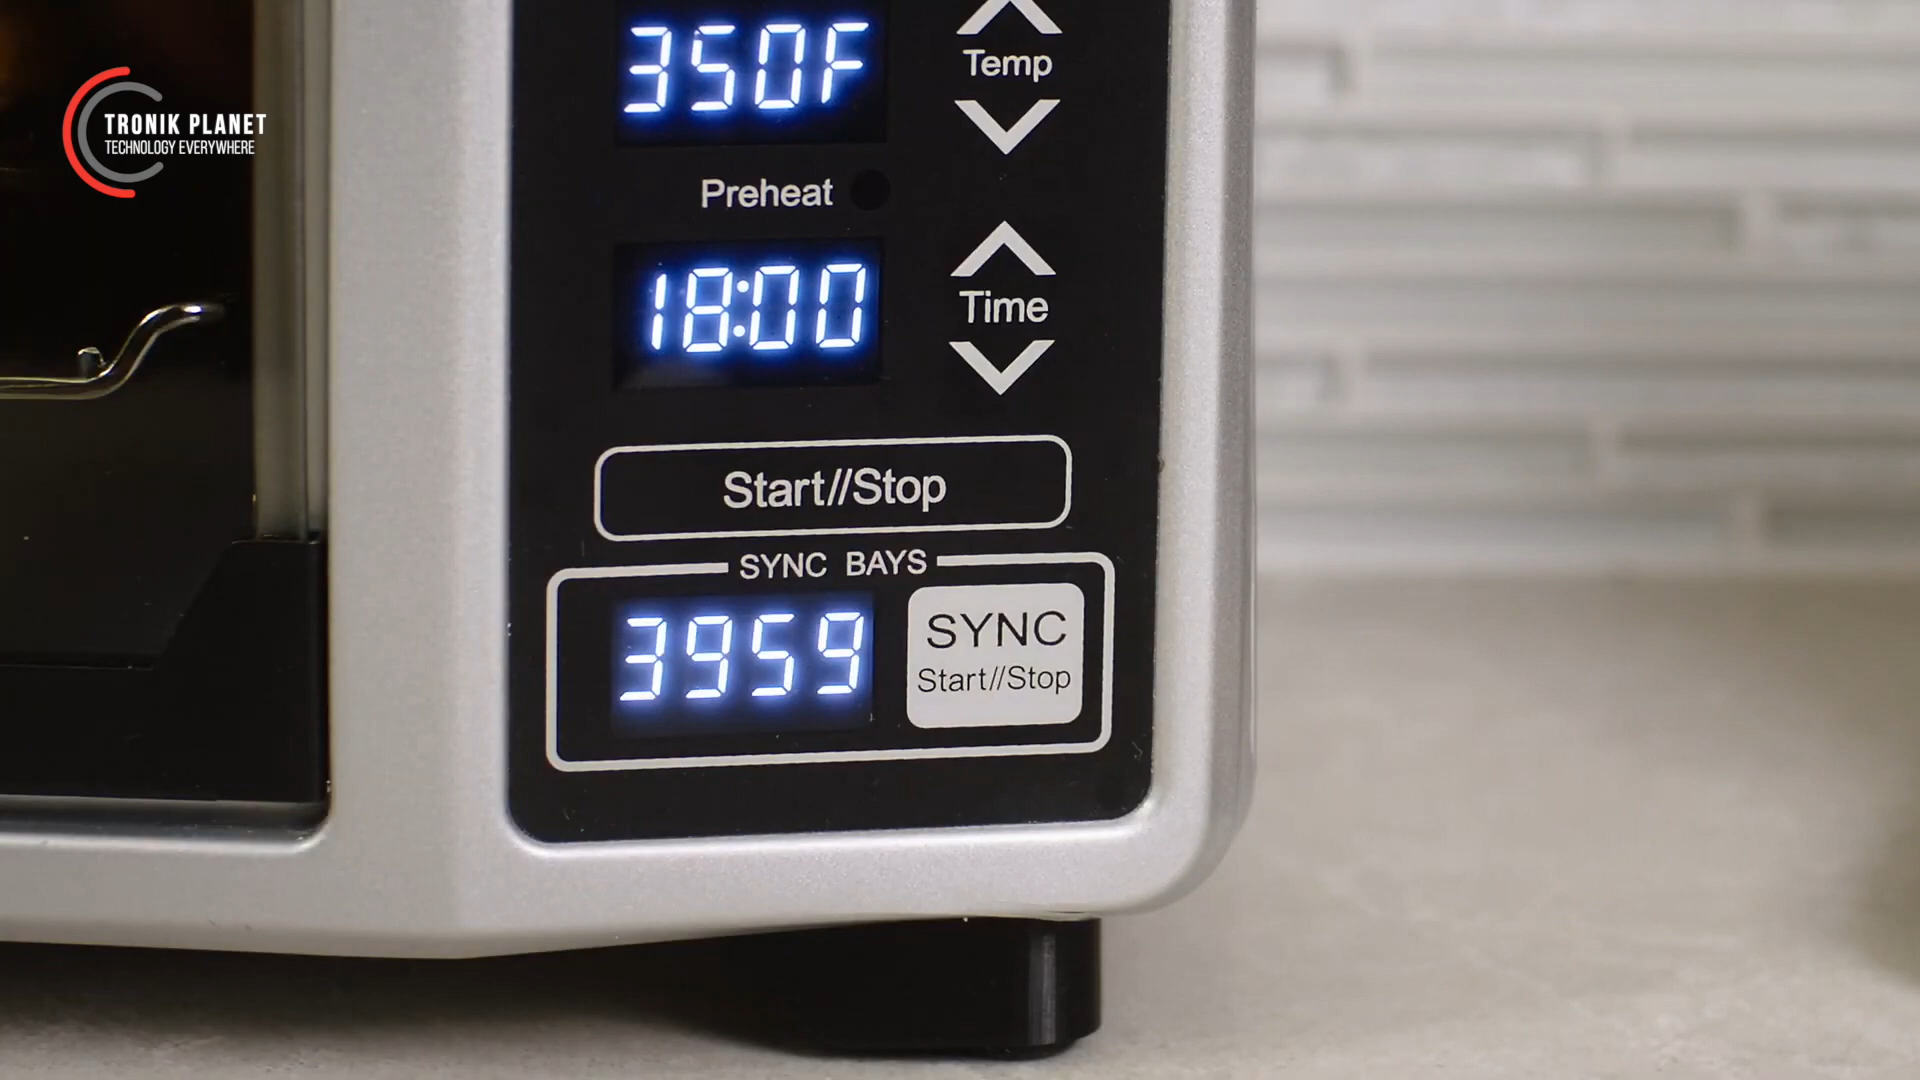 TRONIK PLANET
TECHNOLOGY EVERYWHERE
350F
Temp
Preheat
18:00
Time
Start//Stop
SYNC BAYS
3959
SYNC
Start//Stop